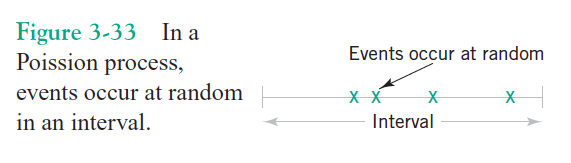 Figure 3-33 In a
Poission process,
events occur at random
in an interval.
Events occur at random
x x x x
Interval